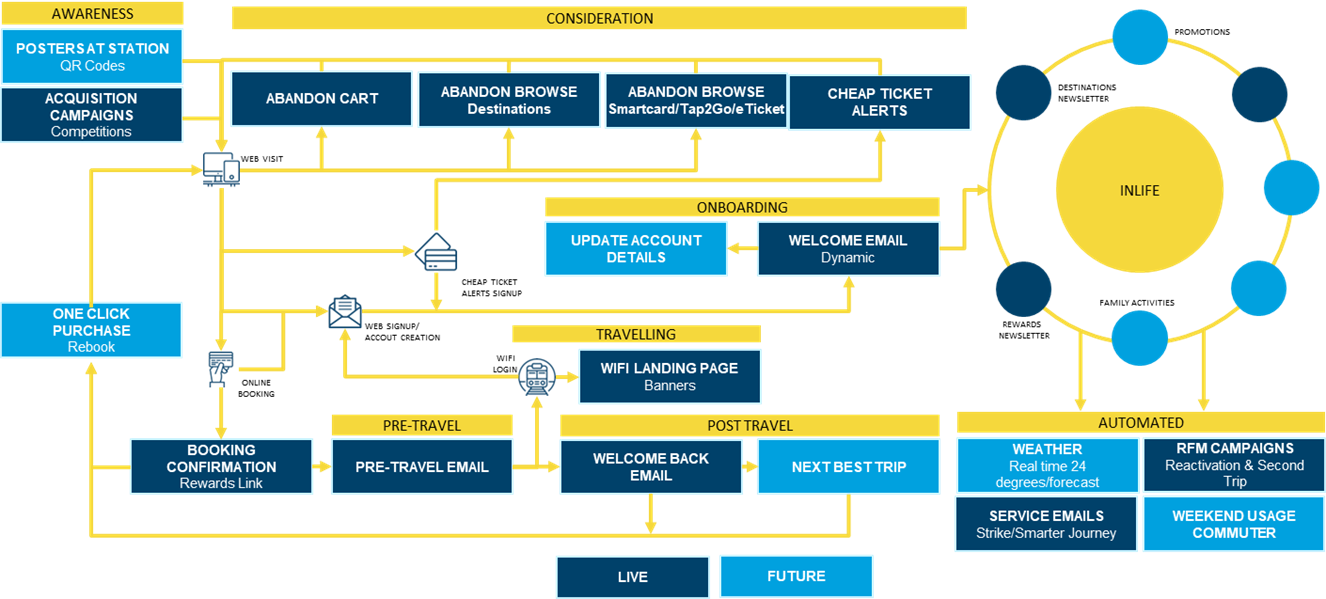 AWARENESS
CONSIDERATION
POSTERS AT STATION
QR Codes
ACQUISITION
CAMPAIGNS
Competitions
ABANDON CART
ABANDON BROWSE
Destinations
ABANDON BROWSE
Smartcard/Tap2Go/eTicket
CHEAP TICKET
ALERTS
WEB VISIT
PROMOTIONS
DESTINATIONS
NEWSLETTER
INLIFE
REWARDS
NEWSLETTER
FAMILY ACTIVITIES
ONBOARDING
UPDATE ACCOUNT
DETAILS
WELCOME EMAIL
Dynamic
CHEAP TICKET
ALERTS SIGNUP
ONE CLICK
PURCHASE
Rebook
WEB SIGNUP/
ACCOUT CREATION
TRAVELLING
WIFI
LOGIN
WIFI LANDING PAGE
Banners
ONLINE
BOOKING
PRE-TRAVEL
POST TRAVEL
BOOKING
CONFIRMATION
Rewards Link
PRE-TRAVEL EMAIL
WELCOME BACK
EMAIL
NEXT BEST TRIP
AUTOMATED
WEATHER
Real time 24
degrees/forecast
RFM CAMPAIGNS
Reactivation & Second
Trip
SERVICE EMAILS
Strike/Smarter Journey
WEEKEND USAGE
COMMUTER
LIVE
FUTURE